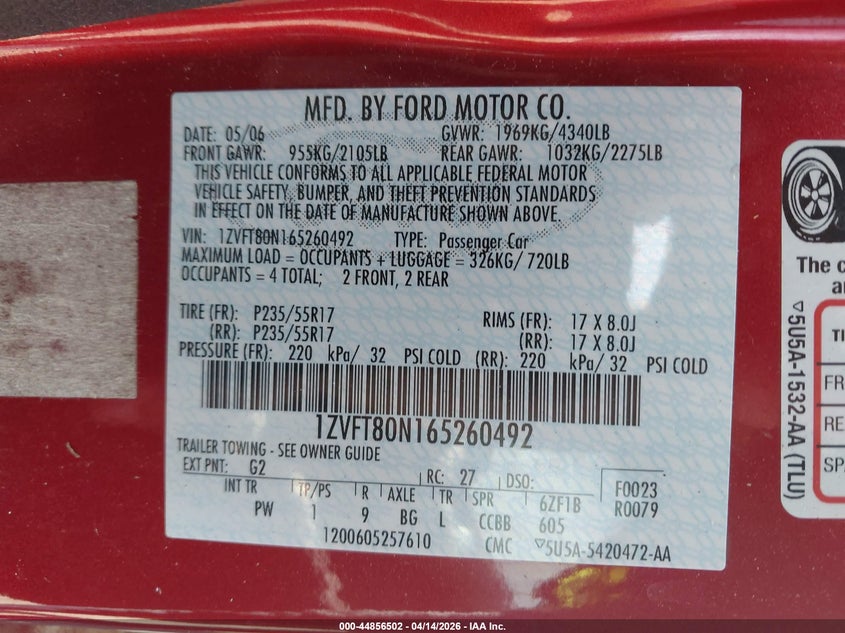 MFD. BY FORD MOTOR CO.
DATE: 05/06 GVWR: 1969KG/4340LB
FRONT GAWR: 955KG/2105LB REAR GAWR: 1032KG/2275LB
THIS VEHICLE CONFORMS TO ALL APPLICABLE FEDERAL MOTOR
VEHICLE SAFETY, BUMPER, AND THEFT PREVENTION STANDARDS
IN EFFECT ON THE DATE OF MANUFACTURE SHOWN ABOVE.
VIN: 1ZVFT80N165260492 TYPE: Passenger Car
MAXIMUM LOAD = OCCUPANTS + LUGGAGE = 326KG/ 720LB
OCCUPANTS = 4 TOTAL; 2 FRONT, 2 REAR
TIRE (FR): P235/55R17 RIMS (FR): 17 X 8.0J
(RR): P235/55R17 (RR): 17 X 8.0J
PRESSURE (FR): 220 kPa/ 32 PSI COLD (RR): 220 kPa/ 32 PSI COLD
1ZVFT80N165260492
TRAILER TOWING - SEE OWNER GUIDE
EXT PNT: G2 RC: 27 DSO: F0023
INT TR TP/PS R AXLE TR SPR 6ZF1B R0079
PW 1 9 BG L CCBB 605
1200605257610 CMC ▽5U5A-5420472-AA
The c
a
▽5U5A-1532-AA (TLU)
TI
FR
RE
SP
000-44856502 - 04/14/2026 - IAA Inc.